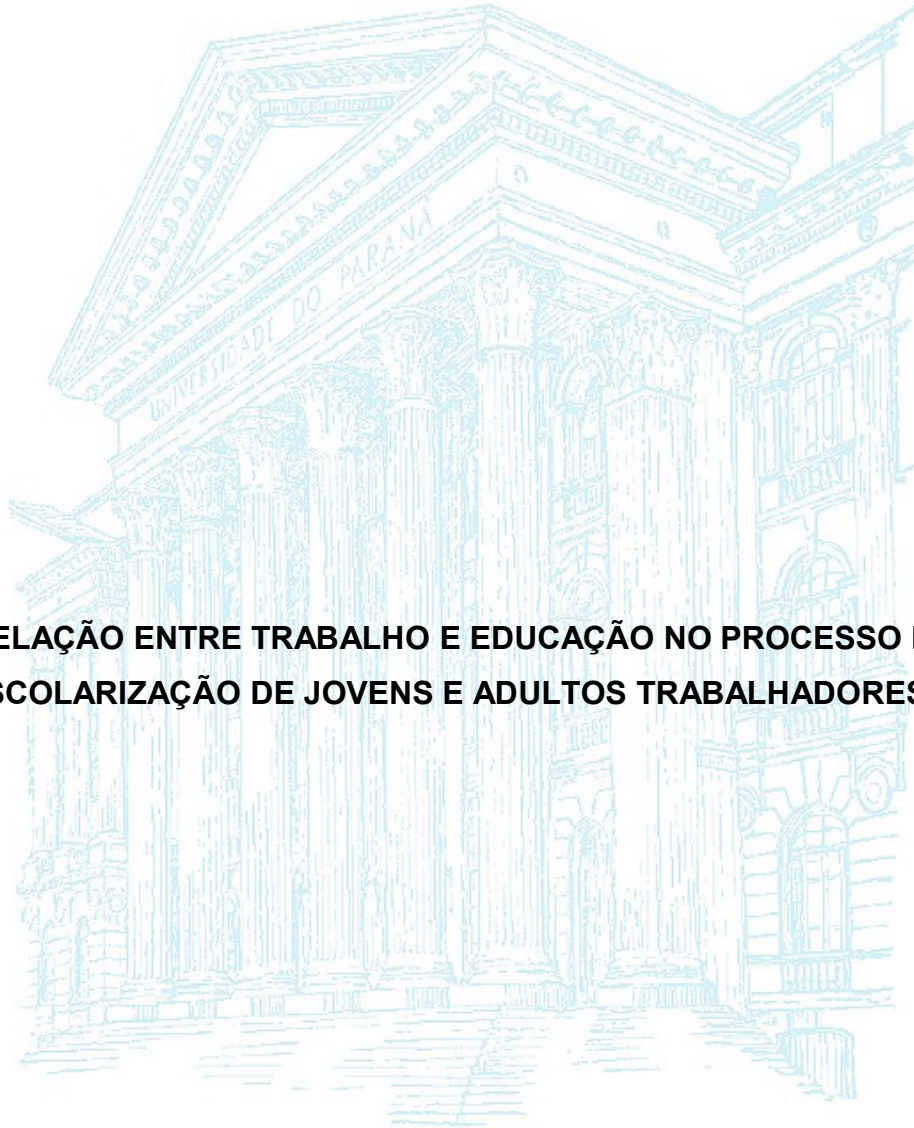 UNIVERSIDADE DO PARANÁ
ELAÇÃO ENTRE TRABALHO E EDUCAÇÃO NO PROCESSO
SCOLARIZAÇÃO DE JOVENS E ADULTOS TRABALHADORES